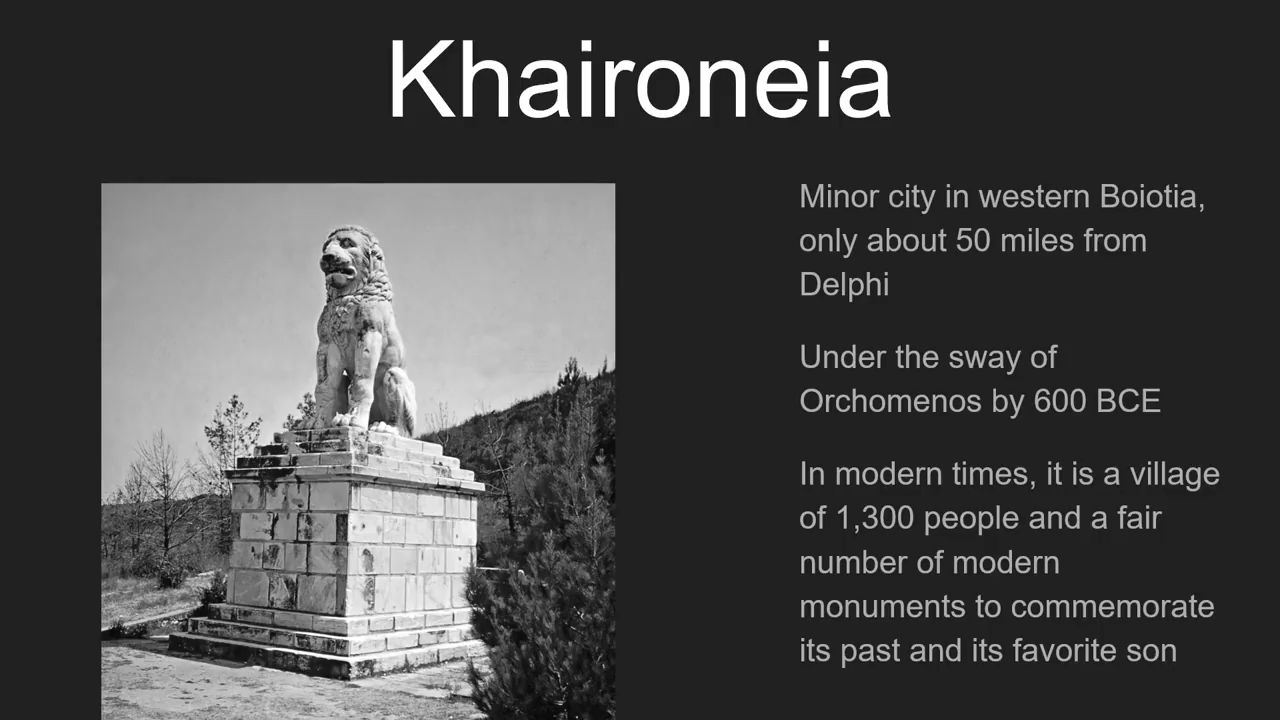 Khaironeia
Minor city in western Boiotia,
only about 50 miles from
Delphi
Under the sway of
Orchomenos by 600 BCE
In modern times, it is a village
of 1,300 people and a fair
number of modern
monuments to commemorate
its past and its favorite son